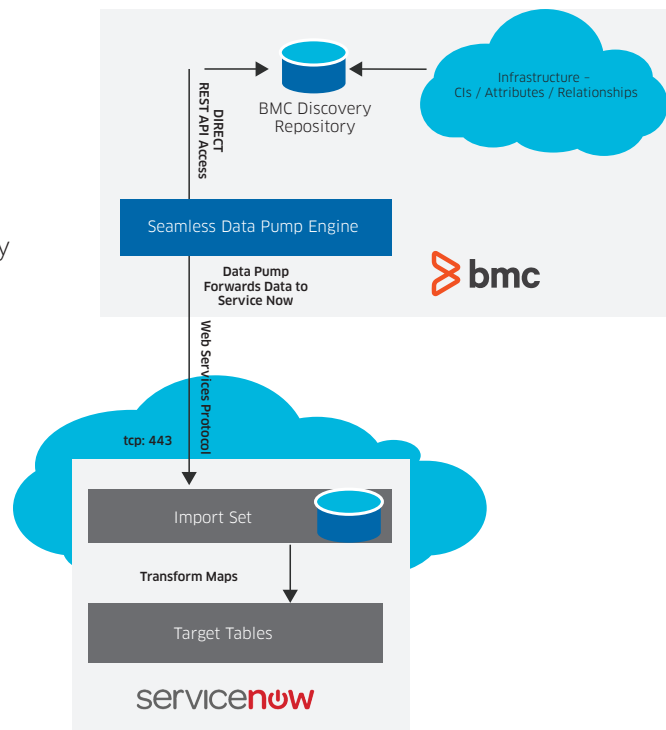 Infrastructure –
CIs / Attributes / Relationships
BMC Discovery
Repository
DIRECT
REST API Access
Seamless Data Pump Engine
y
Data Pump
Forwards Data to
Service Now
bmc
Web Services Protocol
tcp: 443
Import Set
Transform Maps
Target Tables
servicenow